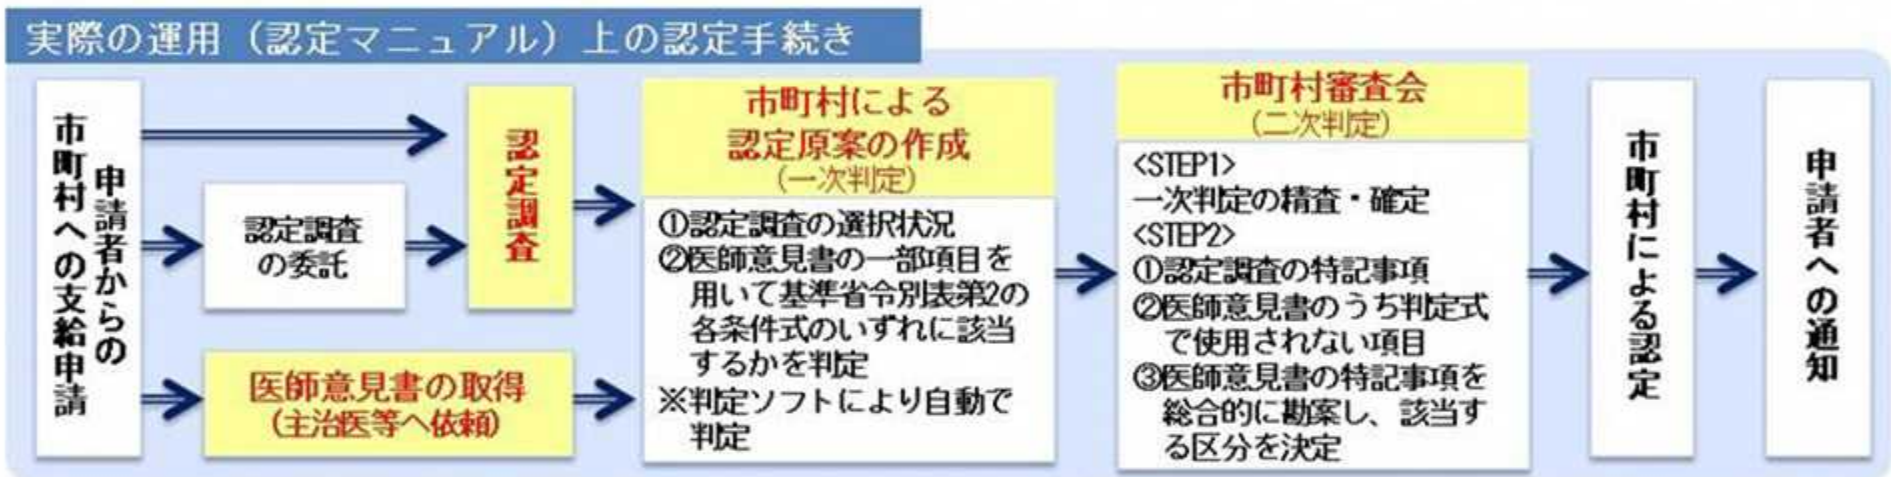 実際の運用（認定マニュアル）上の認定手続き
申請者からの
市町村への支給申請
認定調査
の委託
医師意見書の取得
(主治医等へ依頼)
認定調査
市町村による
認定原案の作成
(一次判定)
①認定調査の選択状況
②医師意見書の一部項目を
用いて基準省令別表第2の
各条件式のいずれに該当
するかを判定
※判定ソフトにより自動で
判定
市町村審査会
(二次判定)
<STEP1>
一次判定の精査・確定
<STEP2>
①認定調査の特記事項
②医師意見書のうち判定式
で使用されない項目
③医師意見書の特記事項を
総合的に勘案し、該当す
る区分を決定
市町村による認定
申請者への通知